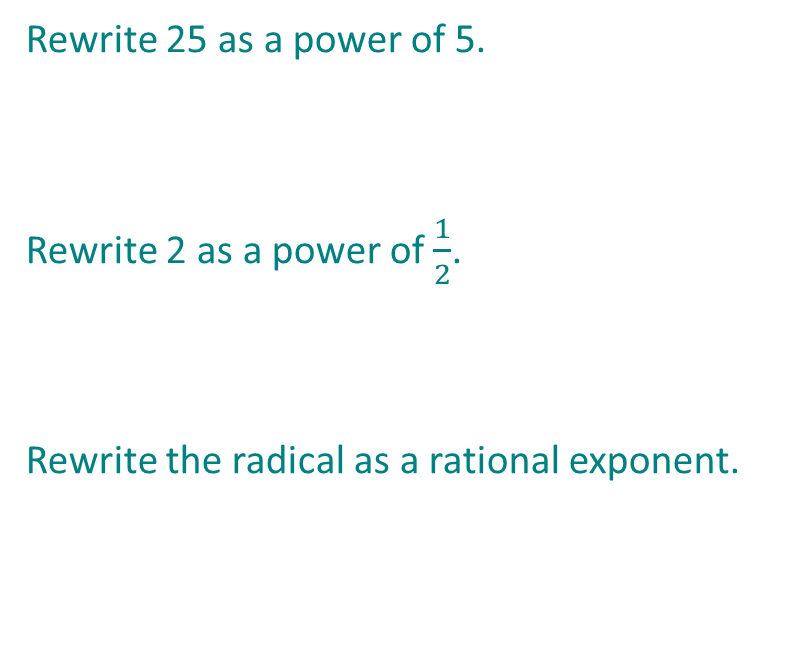 Rewrite 25 as a power of 5.
Rewrite 2 as a power of 1/2.
Rewrite the radical as a rational exponent.